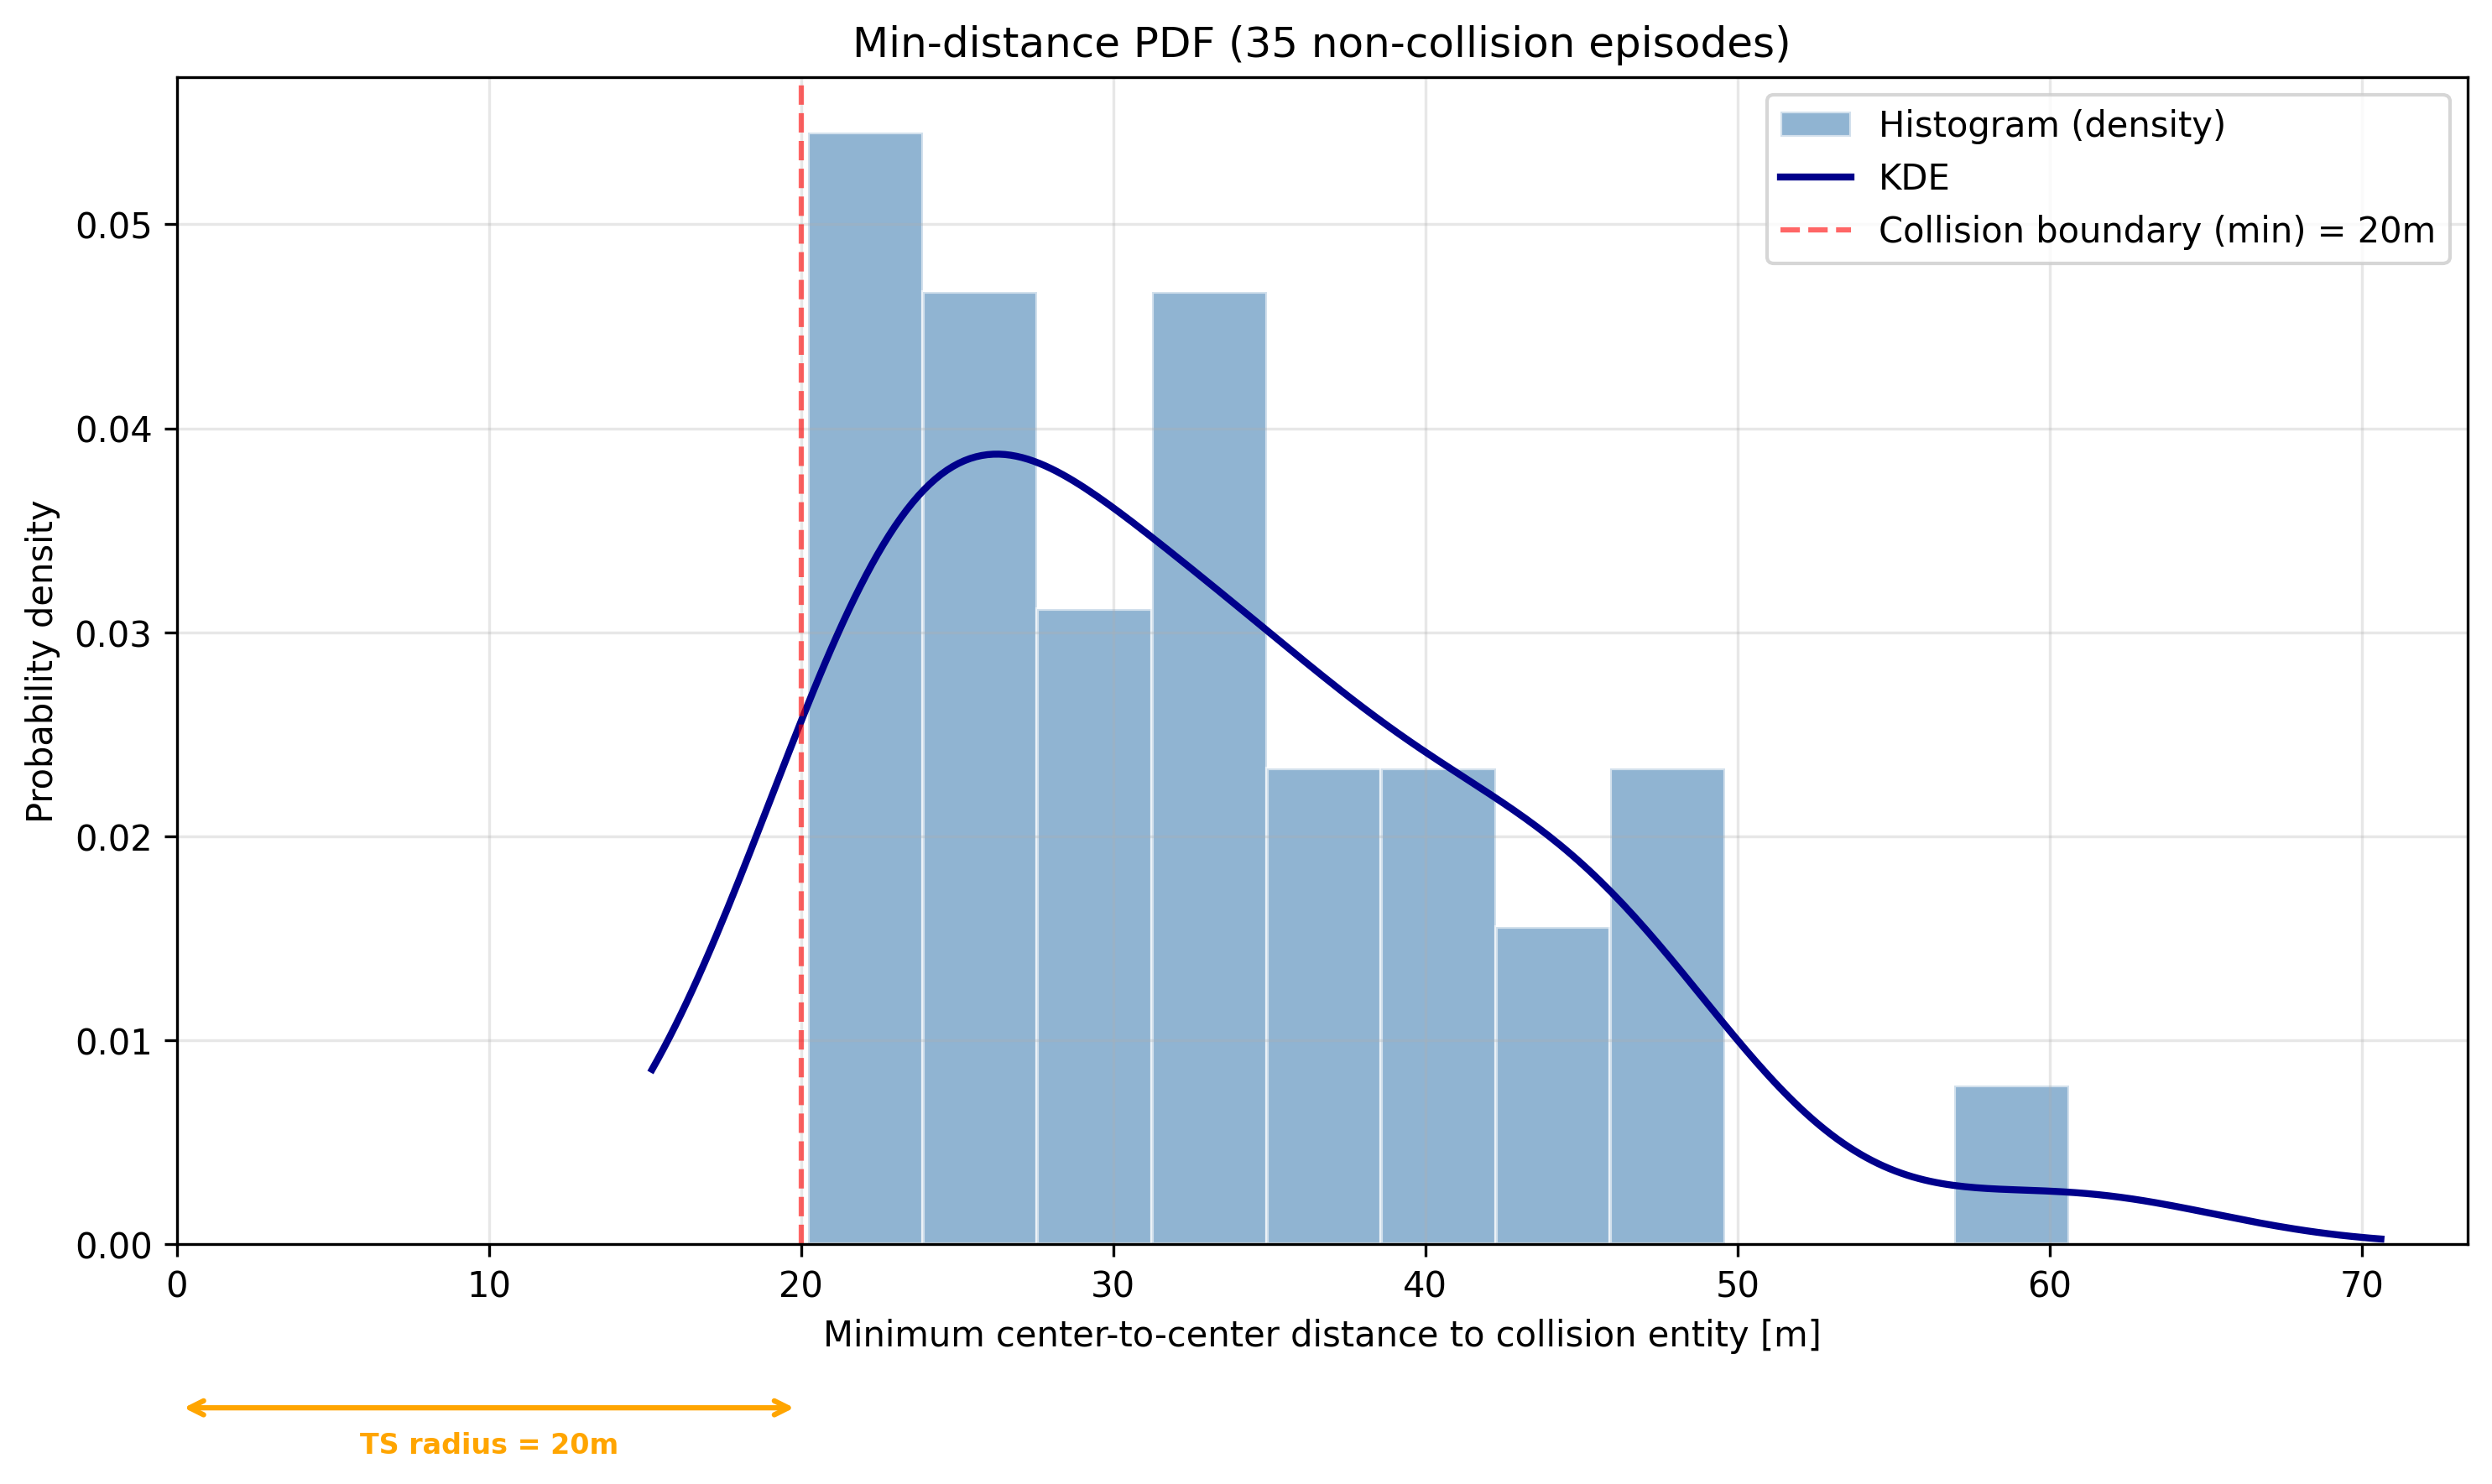 Min-distance PDF (35 non-collision episodes)
Histogram (density)
KDE
Collision boundary (min) = 20m
Probability density
0.05
0.04
0.03
0.02
0.01
0.00
0 10 20 30 40 50 60 70
Minimum center-to-center distance to collision entity [m]
TS radius = 20m